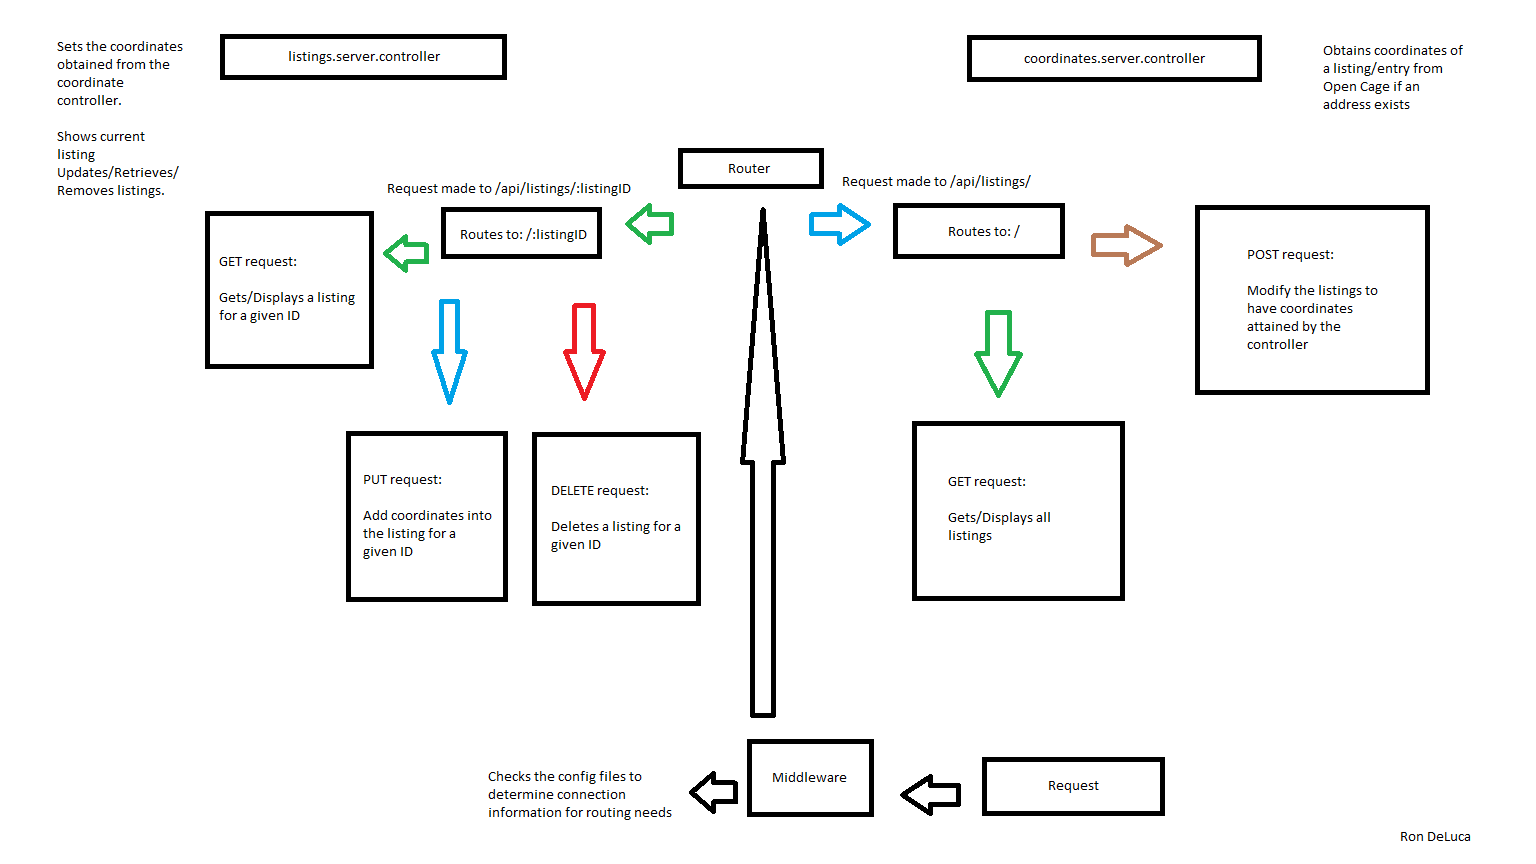 Sets the coordinates
obtained from the
coordinate
controller.
Shows current
listing
Updates/Retrieves/
Removes listings.
listings.server.controller
coordinates.server.controller
Obtains coordinates of
a listing/entry from
Open Cage if an
address exists
Router
Request made to /api/listings/:listingID
Request made to /api/listings/
Routes to: /:listingID
Routes to: /
GET request:
Gets/Displays a listing
for a given ID
POST request:
Modify the listings to
have coordinates
attained by the
controller
PUT request:
Add coordinates into
the listing for a
given ID
DELETE request:
Deletes a listing for a
given ID
GET request:
Gets/Displays all
listings
Checks the config files to
determine connection
information for routing needs
Middleware
Request
Ron DeLuca